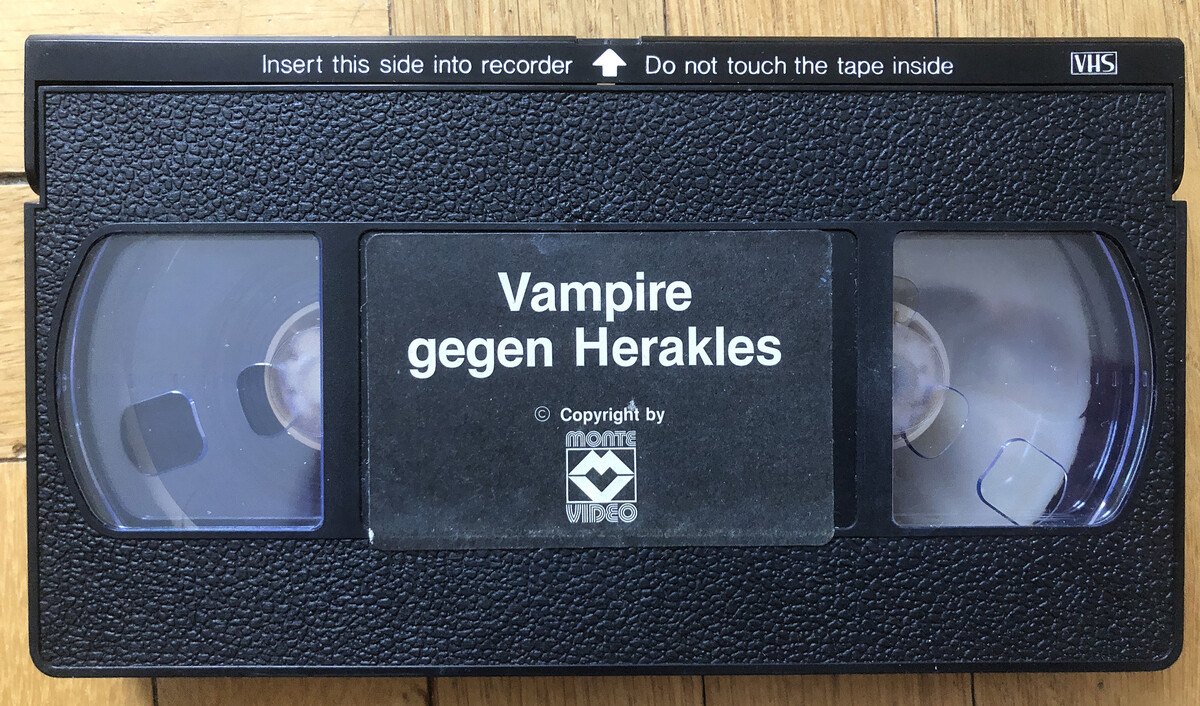 Insert this side into recorder Do not touch the tape inside VHS
Vampire
gegen Herakles
© Copyright by
MONTE
VIDEO